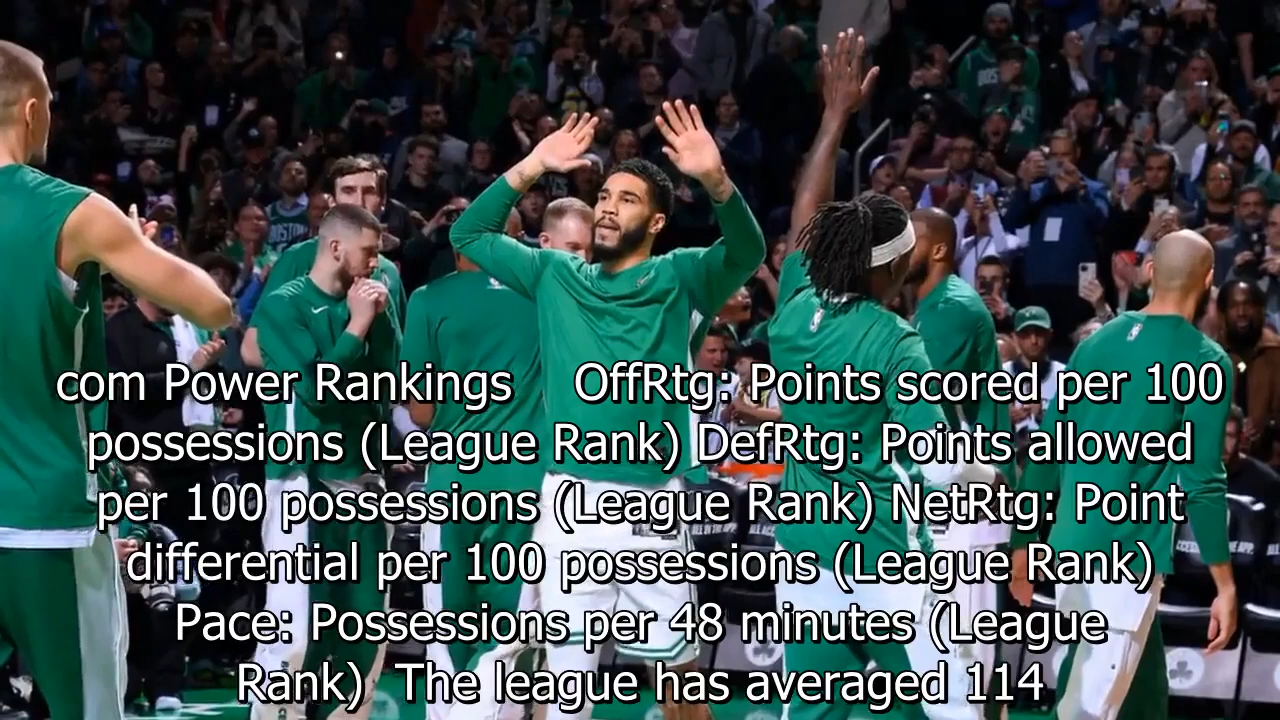 BOSTON
com Power Rankings OffRtg: Points scored per 100
possessions (League Rank) DefRtg: Points allowed
per 100 possessions (League Rank) NetRtg: Point
differential per 100 possessions (League Rank)
Pace: Possessions per 48 minutes (League
Rank) The league has averaged 114